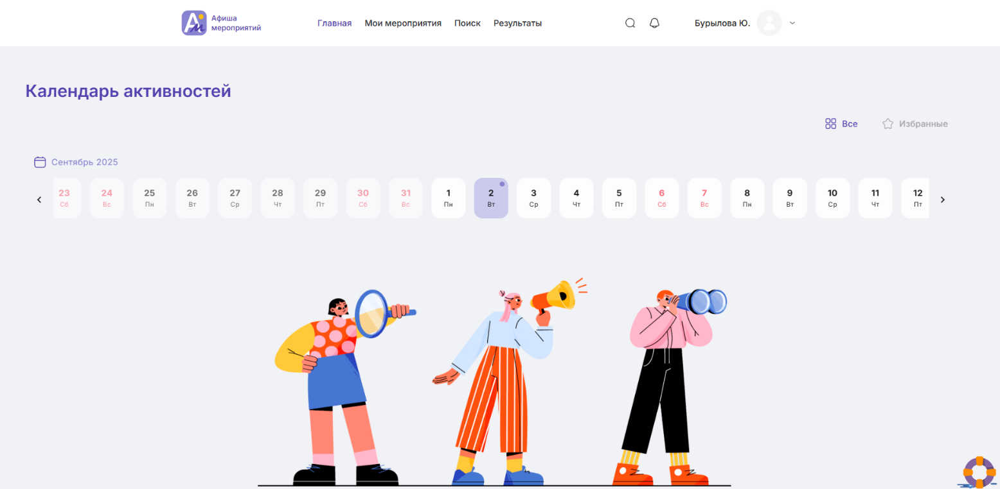 Афиша
мероприятий
Главная Мои мероприятия Поиск Результаты
Бурылова Ю.
Календарь активностей
Все Избранные
Сентябрь 2025
23 24 25 26 27 28 29 30 31 1 2 3 4 5 6 7 8 9 10 11 12
Сб Вс Пн Вт Ср Чт Пт Сб Вс Пн Вт Ср Чт Пт Сб Вс Пн Вт Ср Чт Пт